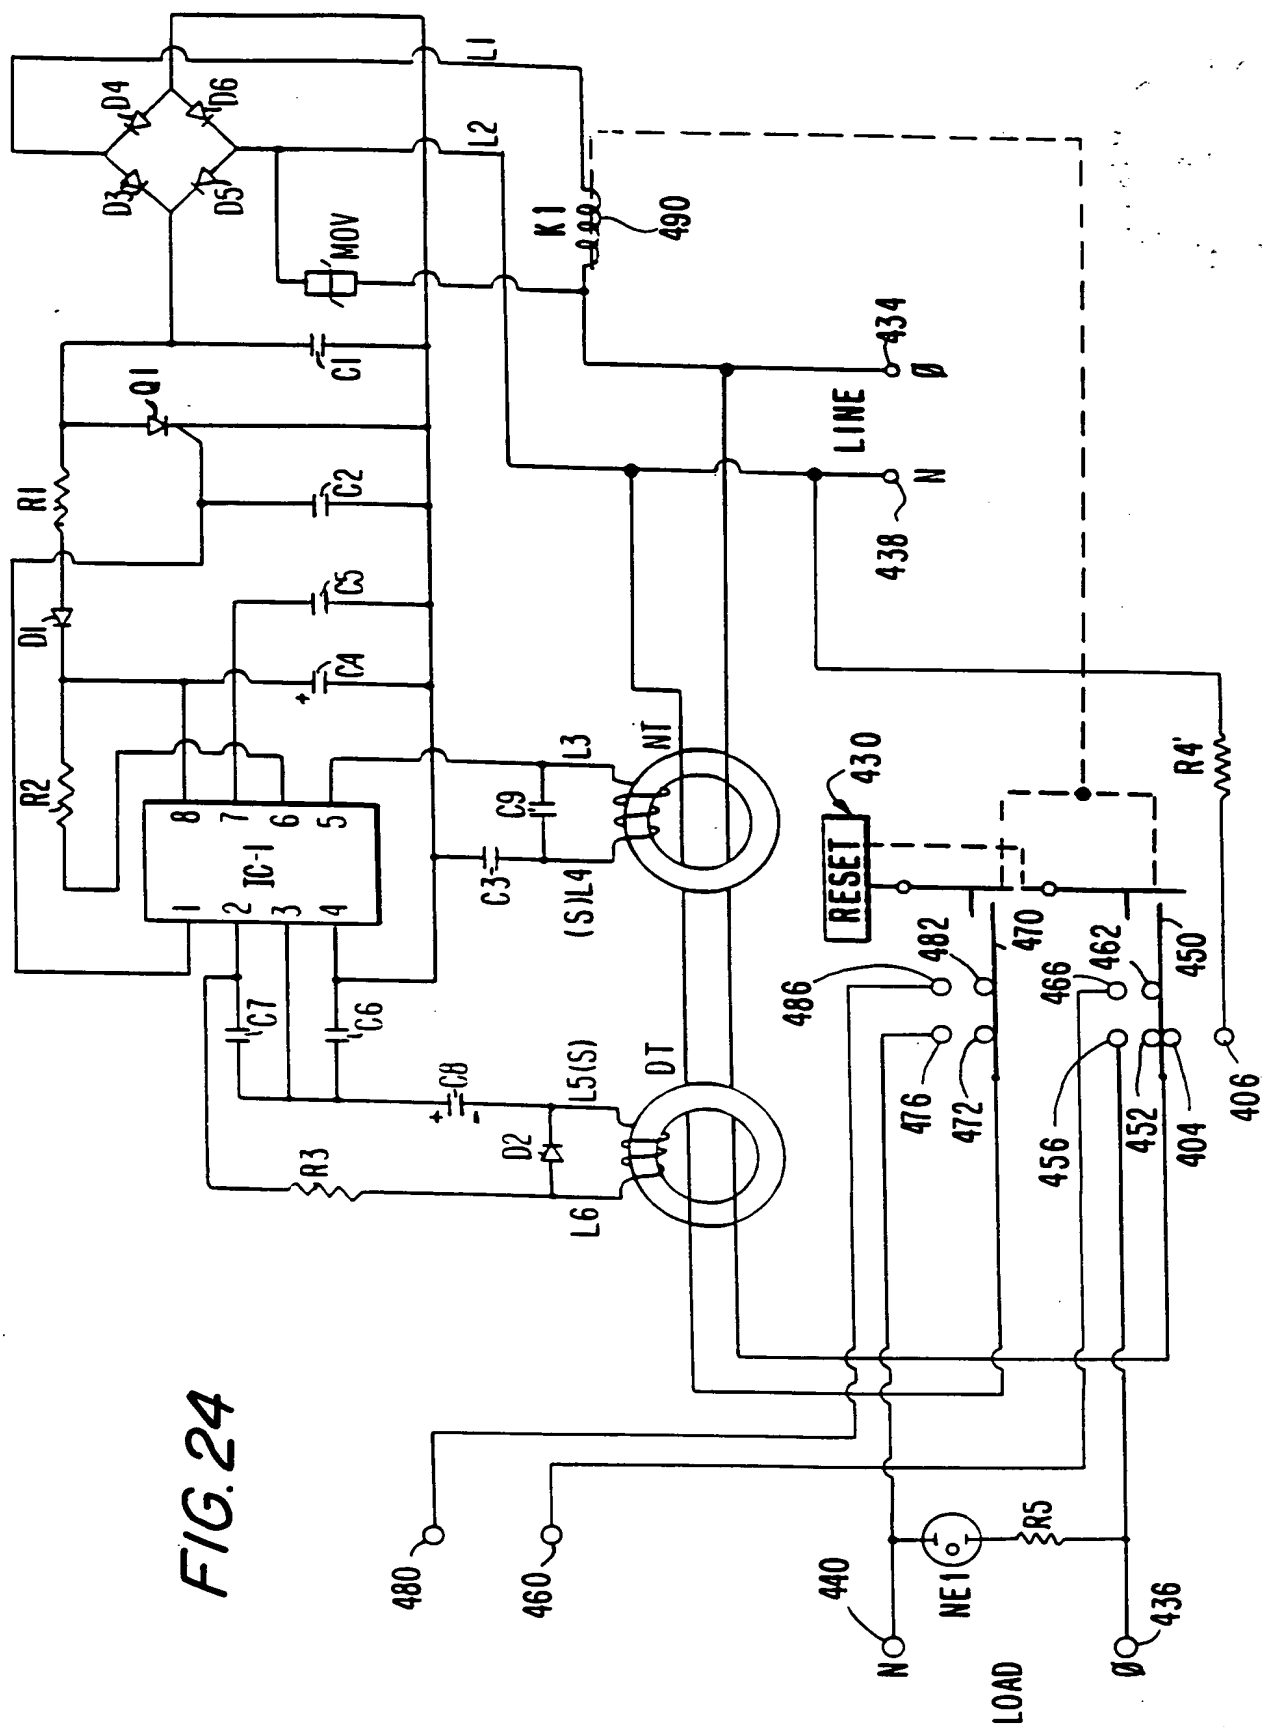 FIG. 24
L1
L2
D4
D6
D3
D5
MOV
K1
490
C1
Q1
R1
C2
D1
C5
C4
R2
8
7
6
5
IC-1
1
2
3
4
C7
C6
C3
C9
L3
(S)L4
NT
C8
+
-
+
L5(S)
D2
R3
L6
DT
434
Ø
LINE
N
438
R4'
430
RESET
470
482
486
476
472
450
462
466
456
452
404
406
480
460
440
N
NE1
R5
LOAD
Ø
436